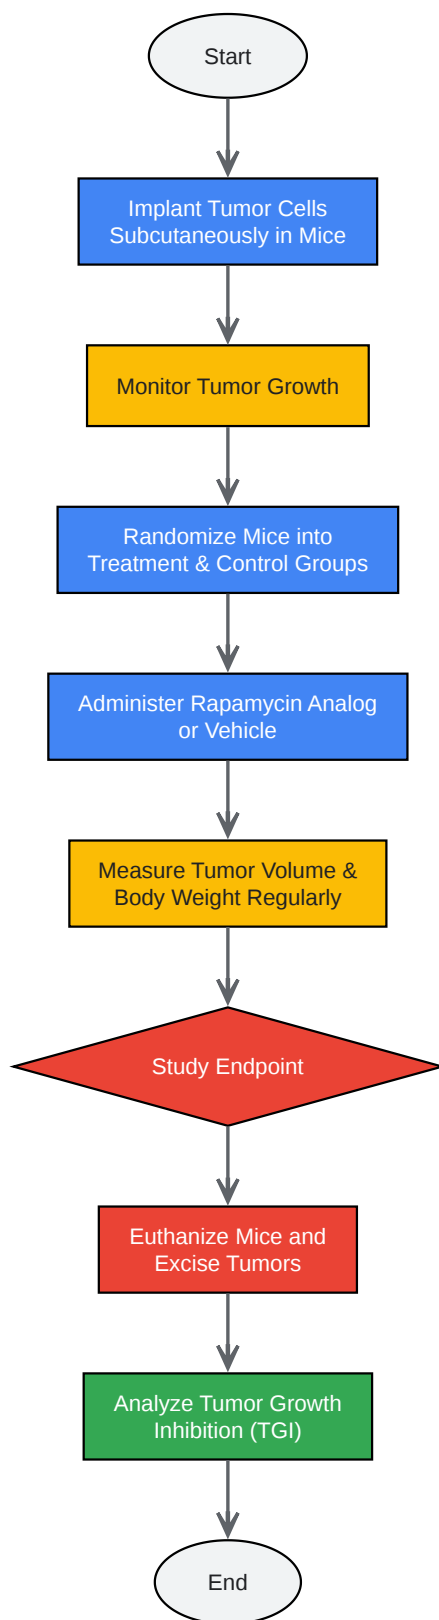 Start
Implant Tumor Cells
Subcutaneously in Mice
Monitor Tumor Growth
Randomize Mice into
Treatment & Control Groups
Administer Rapamycin Analog
or Vehicle
Measure Tumor Volume &
Body Weight Regularly
Study Endpoint
Euthanize Mice and
Excise Tumors
Analyze Tumor Growth
Inhibition (TGI)
End